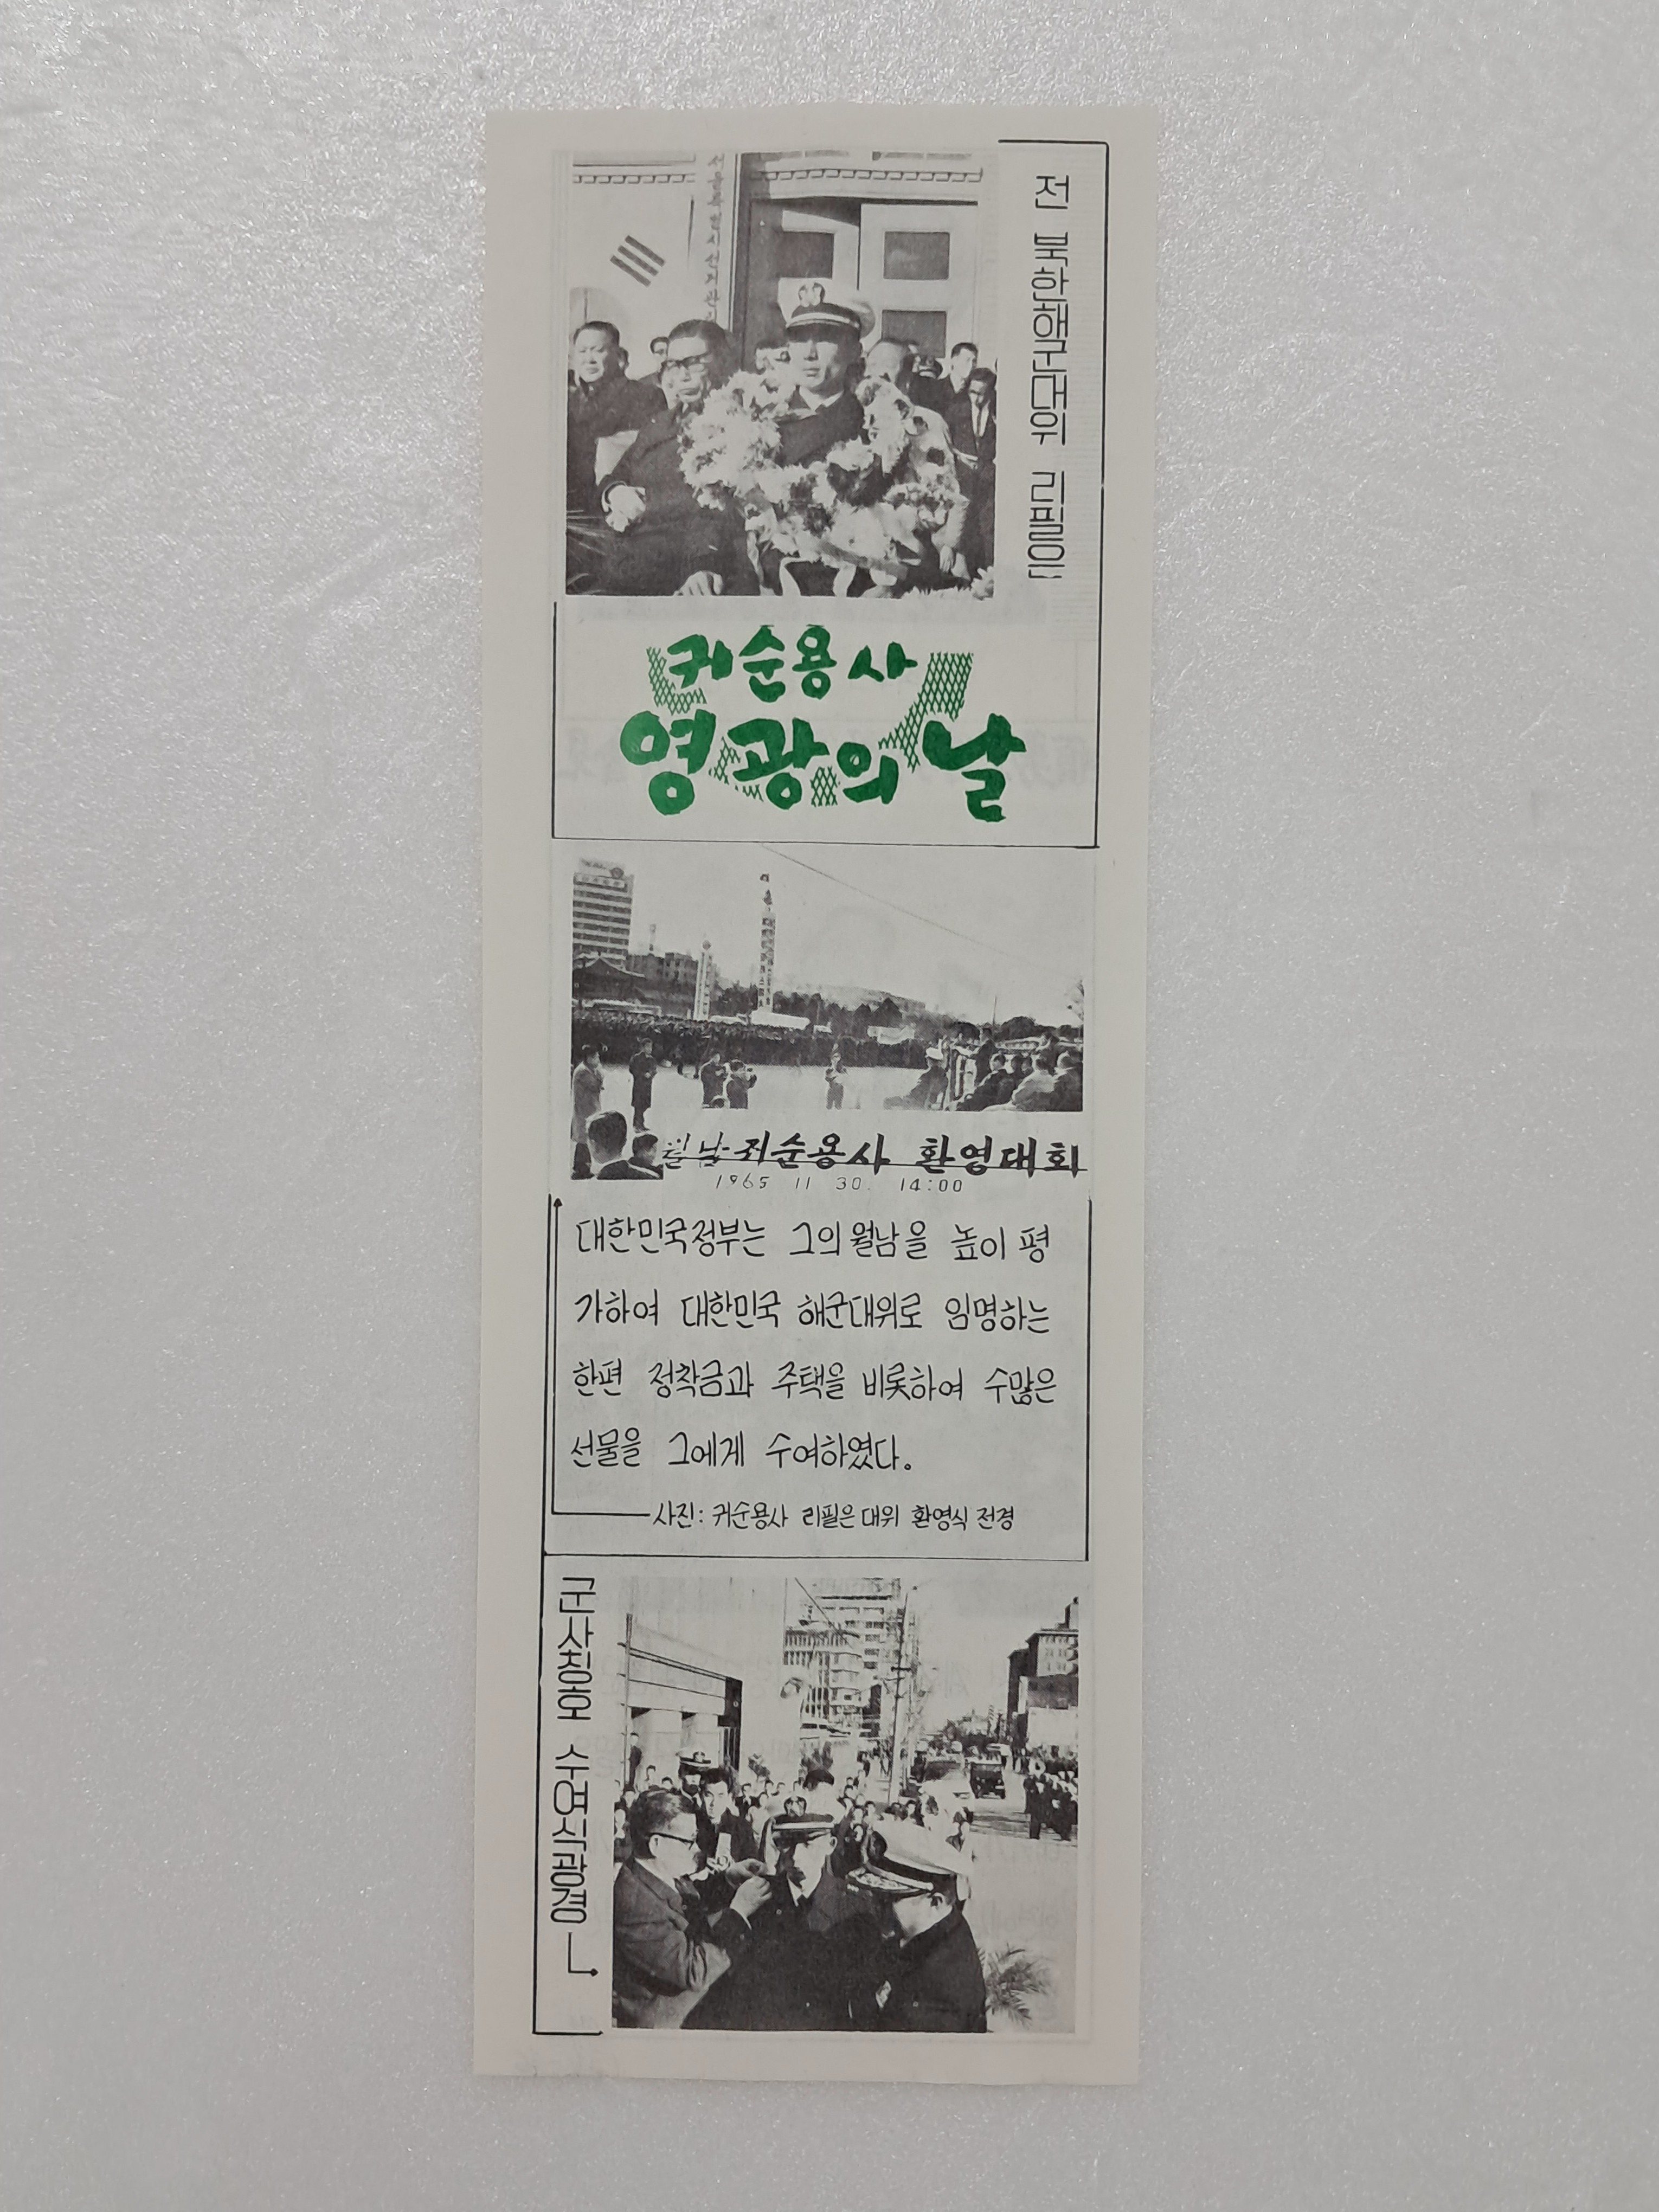 전 북한해군대위 리필은
귀순용사
영광의 날
월남귀순용사 환영대회
1965 11 30. 14:00
대한민국정부는 그의 월남을 높이 평
가하여 대한민국 해군대위로 임명하는
한편 정착금과 주택을 비롯하여 수많은
선물을 그에게 수여하였다.
사진: 귀순용사 리필은 대위 환영식 전경
군사칭호 수여식광경